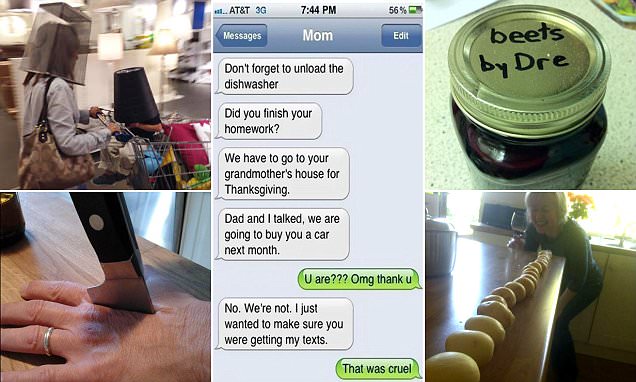 AT&T 3G
7:44 PM
56%
Messages
Mom
Edit
Don't forget to unload the
dishwasher
Did you finish your
homework?
We have to go to your
grandmother's house for
Thanksgiving.
Dad and I talked, we are
going to buy you a car
next month.
U are??? Omg thank u
No. We're not. I just
wanted to make sure you
were getting my texts.
That was cruel
beets
by Dre